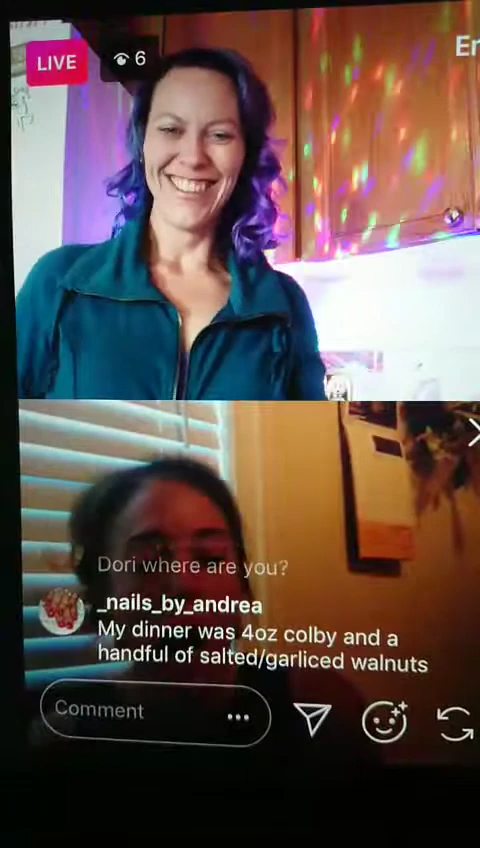 LIVE
6
Dori where are you?
_nails_by_andrea
My dinner was 4oz colby and a
handful of salted/garliced walnuts
Comment